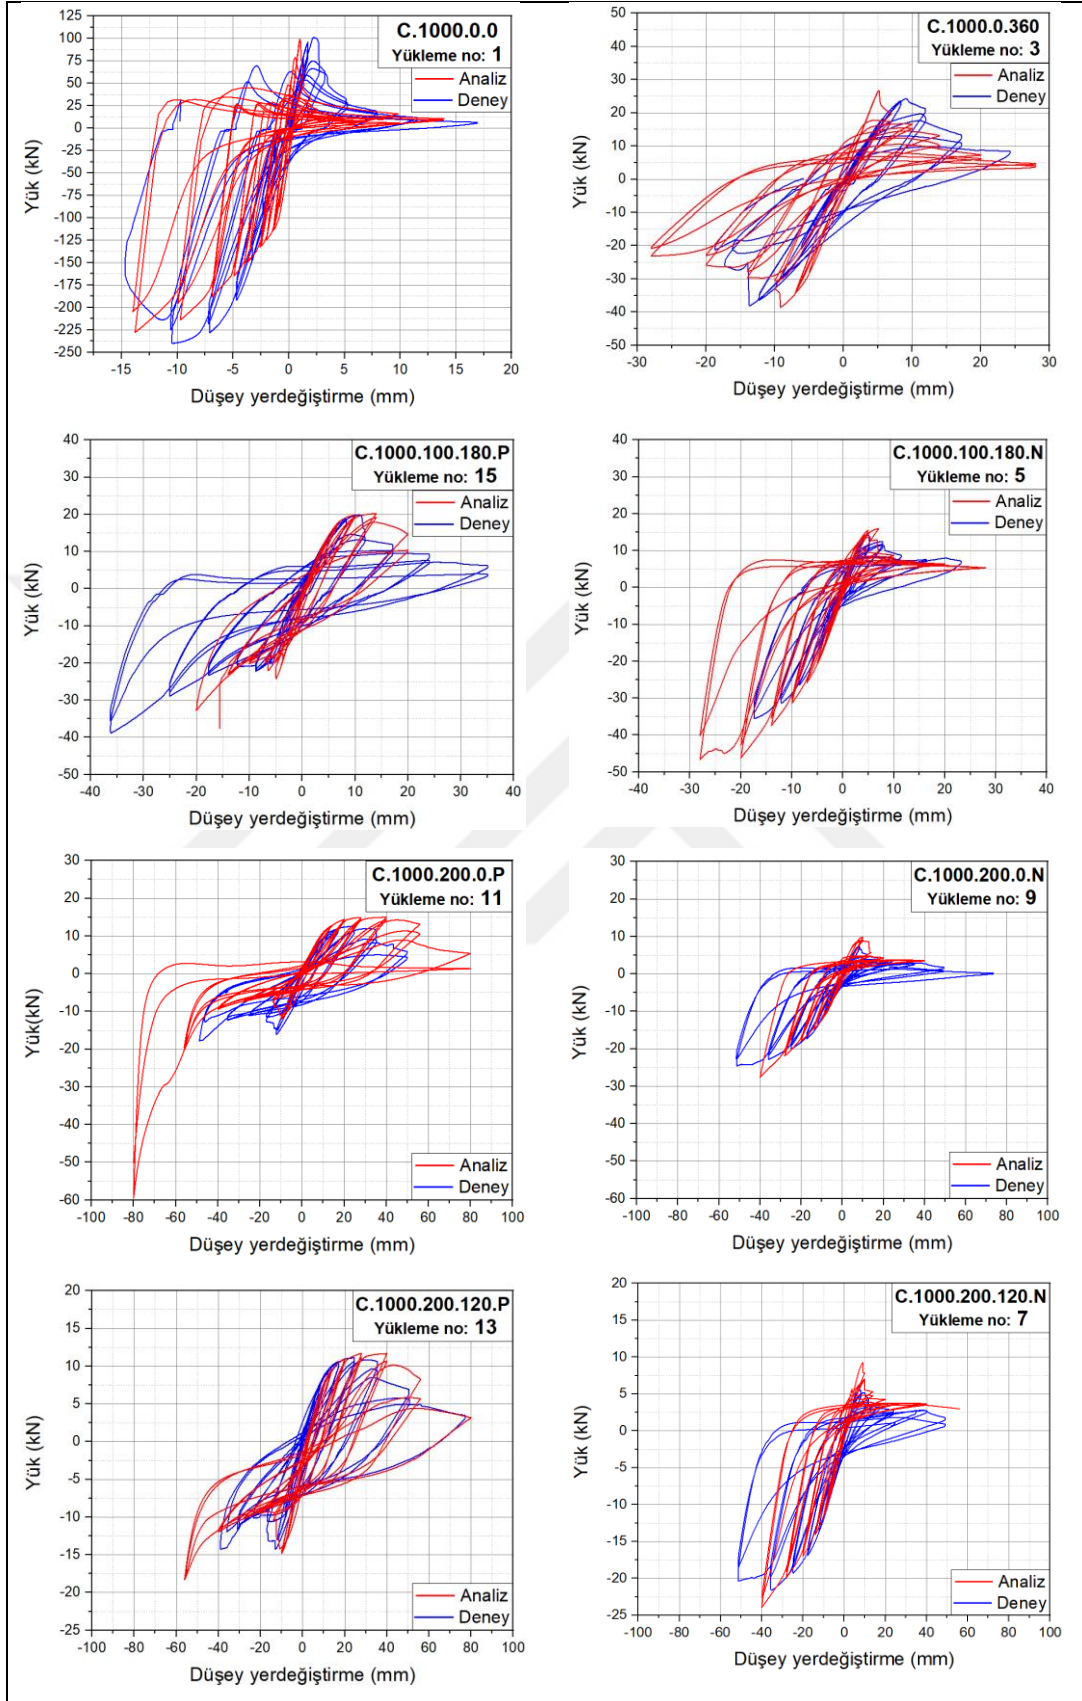 C.1000.0.0
Yükleme no: 1
Analiz
Deney
125
100
75
50
25
0
-25
-50
-75
-100
-125
-150
-175
-200
-225
-250
Yük (kN)
-15 -10 -5 0 5 10 15 20
Düşey yerdeğiştirme (mm)
C.1000.0.360
Yükleme no: 3
Analiz
Deney
50
40
30
20
10
0
-10
-20
-30
-40
-50
Yük (kN)
-30 -20 -10 0 10 20 30
Düşey yerdeğiştirme (mm)
C.1000.100.180.P
Yükleme no: 15
Analiz
Deney
40
30
20
10
0
-10
-20
-30
-40
-50
Yük (kN)
-40 -30 -20 -10 0 10 20 30 40
Düşey yerdeğiştirme (mm)
C.1000.100.180.N
Yükleme no: 5
Analiz
Deney
40
30
20
10
0
-10
-20
-30
-40
-50
Yük (kN)
-40 -30 -20 -10 0 10 20 30 40
Düşey yerdeğiştirme (mm)
C.1000.200.0.P
Yükleme no: 11
30
20
10
0
-10
-20
-30
-40
-50
-60
Yük(kN)
Analiz
Deney
-100 -80 -60 -40 -20 0 20 40 60 80 100
Düşey yerdeğiştirme (mm)
C.1000.200.0.N
Yükleme no: 9
30
20
10
0
-10
-20
-30
-40
-50
-60
Yük (kN)
Analiz
Deney
-100 -80 -60 -40 -20 0 20 40 60 80 100
Düşey yerdeğiştirme (mm)
C.1000.200.120.P
Yükleme no: 13
20
15
10
5
0
-5
-10
-15
-20
-25
Yük (kN)
Analiz
Deney
-100 -80 -60 -40 -20 0 20 40 60 80 100
Düşey yerdeğiştirme (mm)
C.1000.200.120.N
Yükleme no: 7
20
15
10
5
0
-5
-10
-15
-20
-25
Yük (kN)
Analiz
Deney
-100 -80 -60 -40 -20 0 20 40 60 80 100
Düşey yerdeğiştirme (mm)